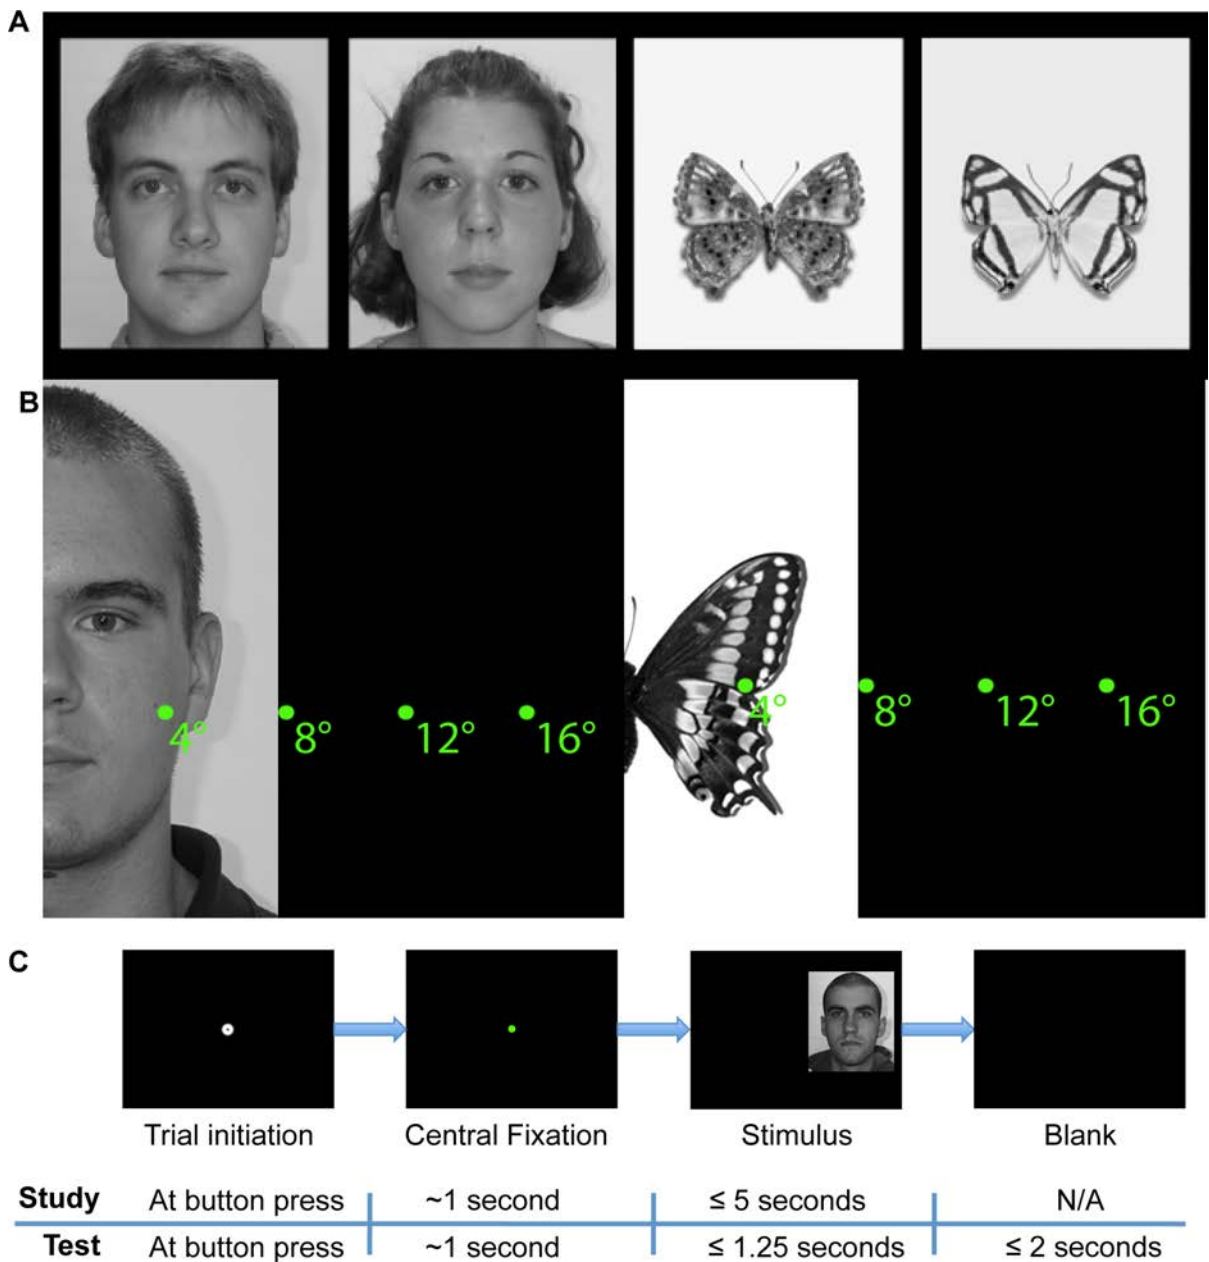 A
B
4° 8° 12° 16° 4° 8° 12° 16°
C
Trial initiation Central Fixation Stimulus Blank
Study At button press ~1 second ≤ 5 seconds N/A
Test At button press ~1 second ≤ 1.25 seconds ≤ 2 seconds